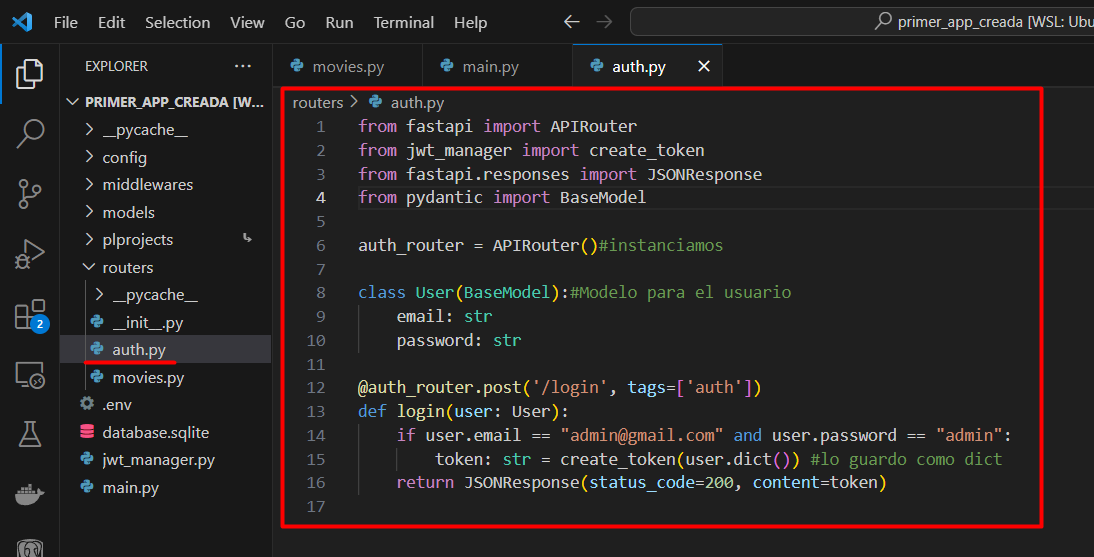 File Edit Selection View Go Run Terminal Help
primer_app_creada [WSL: Ubu
EXPLORER
PRIMER_APP_CREADA [W...
__pycache__
config
middlewares
models
plprojects
routers
__pycache__
__init__.py
auth.py
movies.py
.env
database.sqlite
jwt_manager.py
main.py
2
movies.py main.py auth.py
routers > auth.py
1 from fastapi import APIRouter
2 from jwt_manager import create_token
3 from fastapi.responses import JSONResponse
4 from pydantic import BaseModel
5
6 auth_router = APIRouter()#instanciamos
7
8 class User(BaseModel):#Modelo para el usuario
9     email: str
10     password: str
11
12 @auth_router.post('/login', tags=['auth'])
13 def login(user: User):
14     if user.email == "admin@gmail.com" and user.password == "admin":
15         token: str = create_token(user.dict()) #lo guardo como dict
16     return JSONResponse(status_code=200, content=token)
17